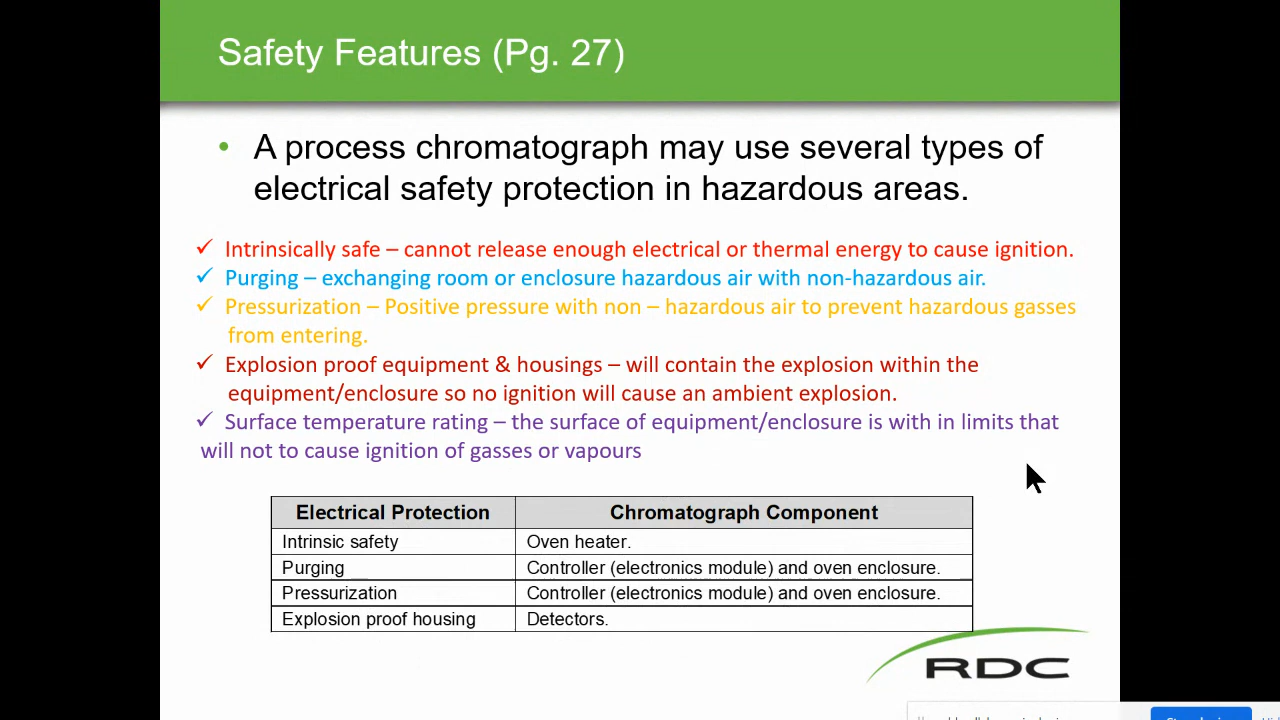 Safety Features (Pg. 27)
• A process chromatograph may use several types of
electrical safety protection in hazardous areas.
✓ Intrinsically safe – cannot release enough electrical or thermal energy to cause ignition.
✓ Purging – exchanging room or enclosure hazardous air with non-hazardous air.
✓ Pressurization – Positive pressure with non – hazardous air to prevent hazardous gasses
from entering.
✓ Explosion proof equipment & housings – will contain the explosion within the
equipment/enclosure so no ignition will cause an ambient explosion.
✓ Surface temperature rating – the surface of equipment/enclosure is with in limits that
will not to cause ignition of gasses or vapours
Electrical Protection Chromatograph Component
Intrinsic safety Oven heater.
Purging Controller (electronics module) and oven enclosure.
Pressurization Controller (electronics module) and oven enclosure.
Explosion proof housing Detectors.
RDC